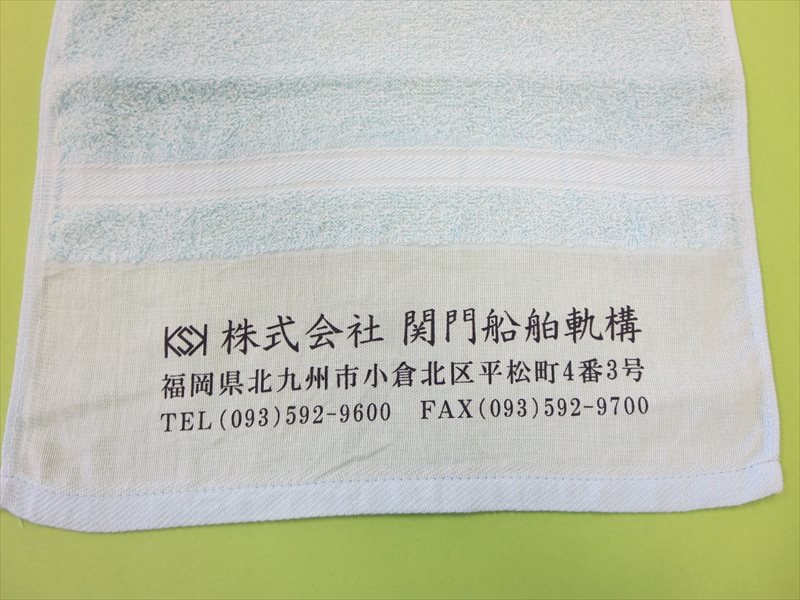 KSK 株式会社 関門船舶軌構
福岡県北九州市小倉北区平松町4番3号
TEL(093)592-9600 FAX(093)592-9700